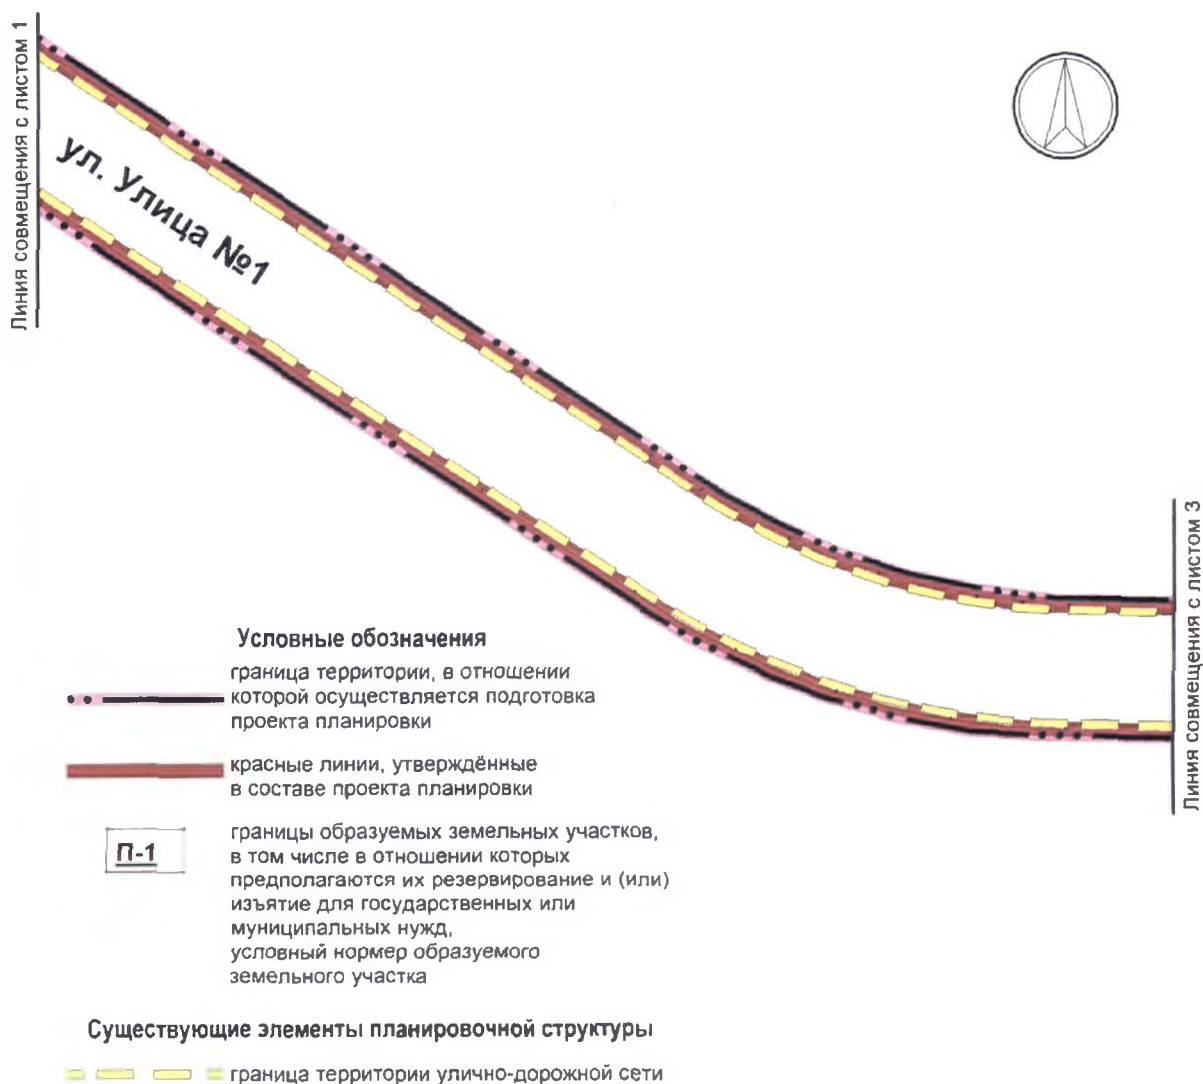 Линия совмещения с листом 1
ул. Улица №1
Линия совмещения с листом 3
Условные обозначения
граница территории, в отношении
которой осуществляется подготовка
проекта планировки
красные линии, утверждённые
в составе проекта планировки
П-1
границы образуемых земельных участков,
в том числе в отношении которых
предполагаются их резервирование и (или)
изъятие для государственных или
муниципальных нужд,
условный нормер образуемого
земельного участка
Существующие элементы планировочной структуры
граница территории улично-дорожной сети